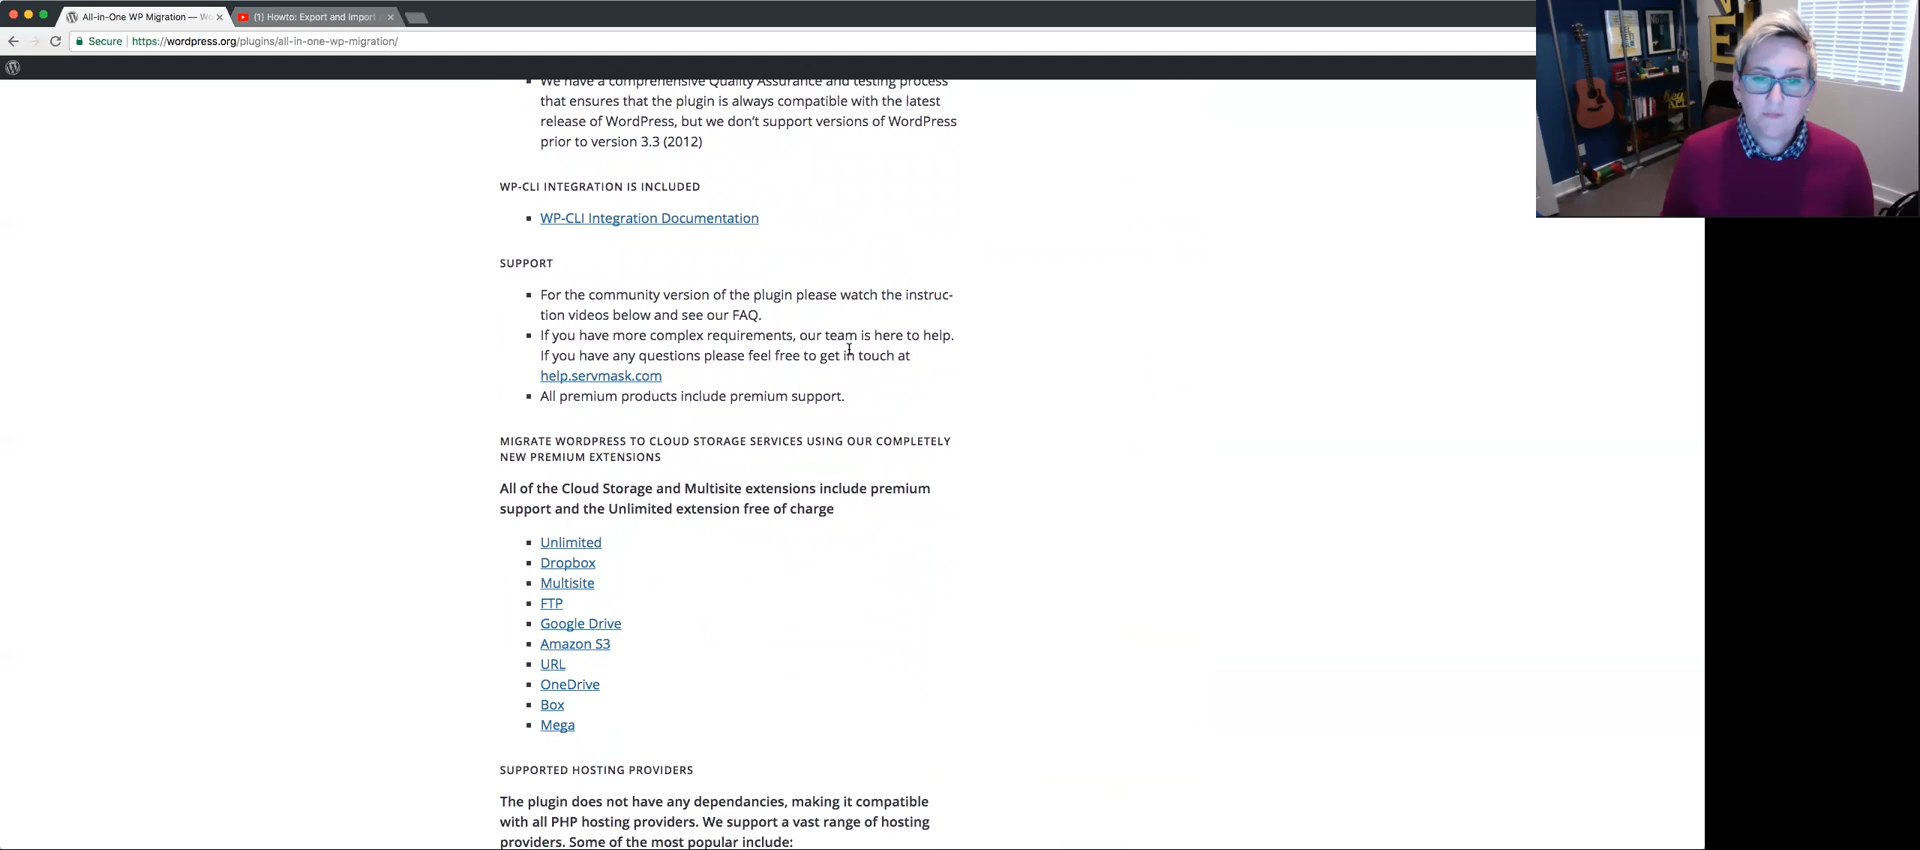 All-in-One WP Migration — W
(1) Howto: Export and Import
Secure https://wordpress.org/plugins/all-in-one-wp-migration/
We have a comprehensive Quality Assurance and testing process
that ensures that the plugin is always compatible with the latest
release of WordPress, but we don't support versions of WordPress
prior to version 3.3 (2012)
WP-CLI INTEGRATION IS INCLUDED
WP-CLI Integration Documentation
SUPPORT
For the community version of the plugin please watch the instruc-
tion videos below and see our FAQ.
If you have more complex requirements, our team is here to help.
If you have any questions please feel free to get in touch at
help.servmask.com
All premium products include premium support.
MIGRATE WORDPRESS TO CLOUD STORAGE SERVICES USING OUR COMPLETELY
NEW PREMIUM EXTENSIONS
All of the Cloud Storage and Multisite extensions include premium
support and the Unlimited extension free of charge
Unlimited
Dropbox
Multisite
FTP
Google Drive
Amazon S3
URL
OneDrive
Box
Mega
SUPPORTED HOSTING PROVIDERS
The plugin does not have any dependancies, making it compatible
with all PHP hosting providers. We support a vast range of hosting
providers. Some of the most popular include: